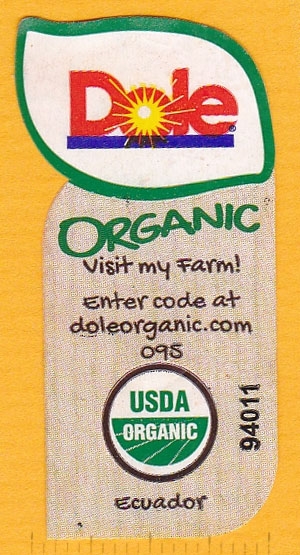 Dole®
ORGANIC
Visit my Farm!
Enter code at
doleorganic.com
095
USDA
ORGANIC
94011
Ecuador